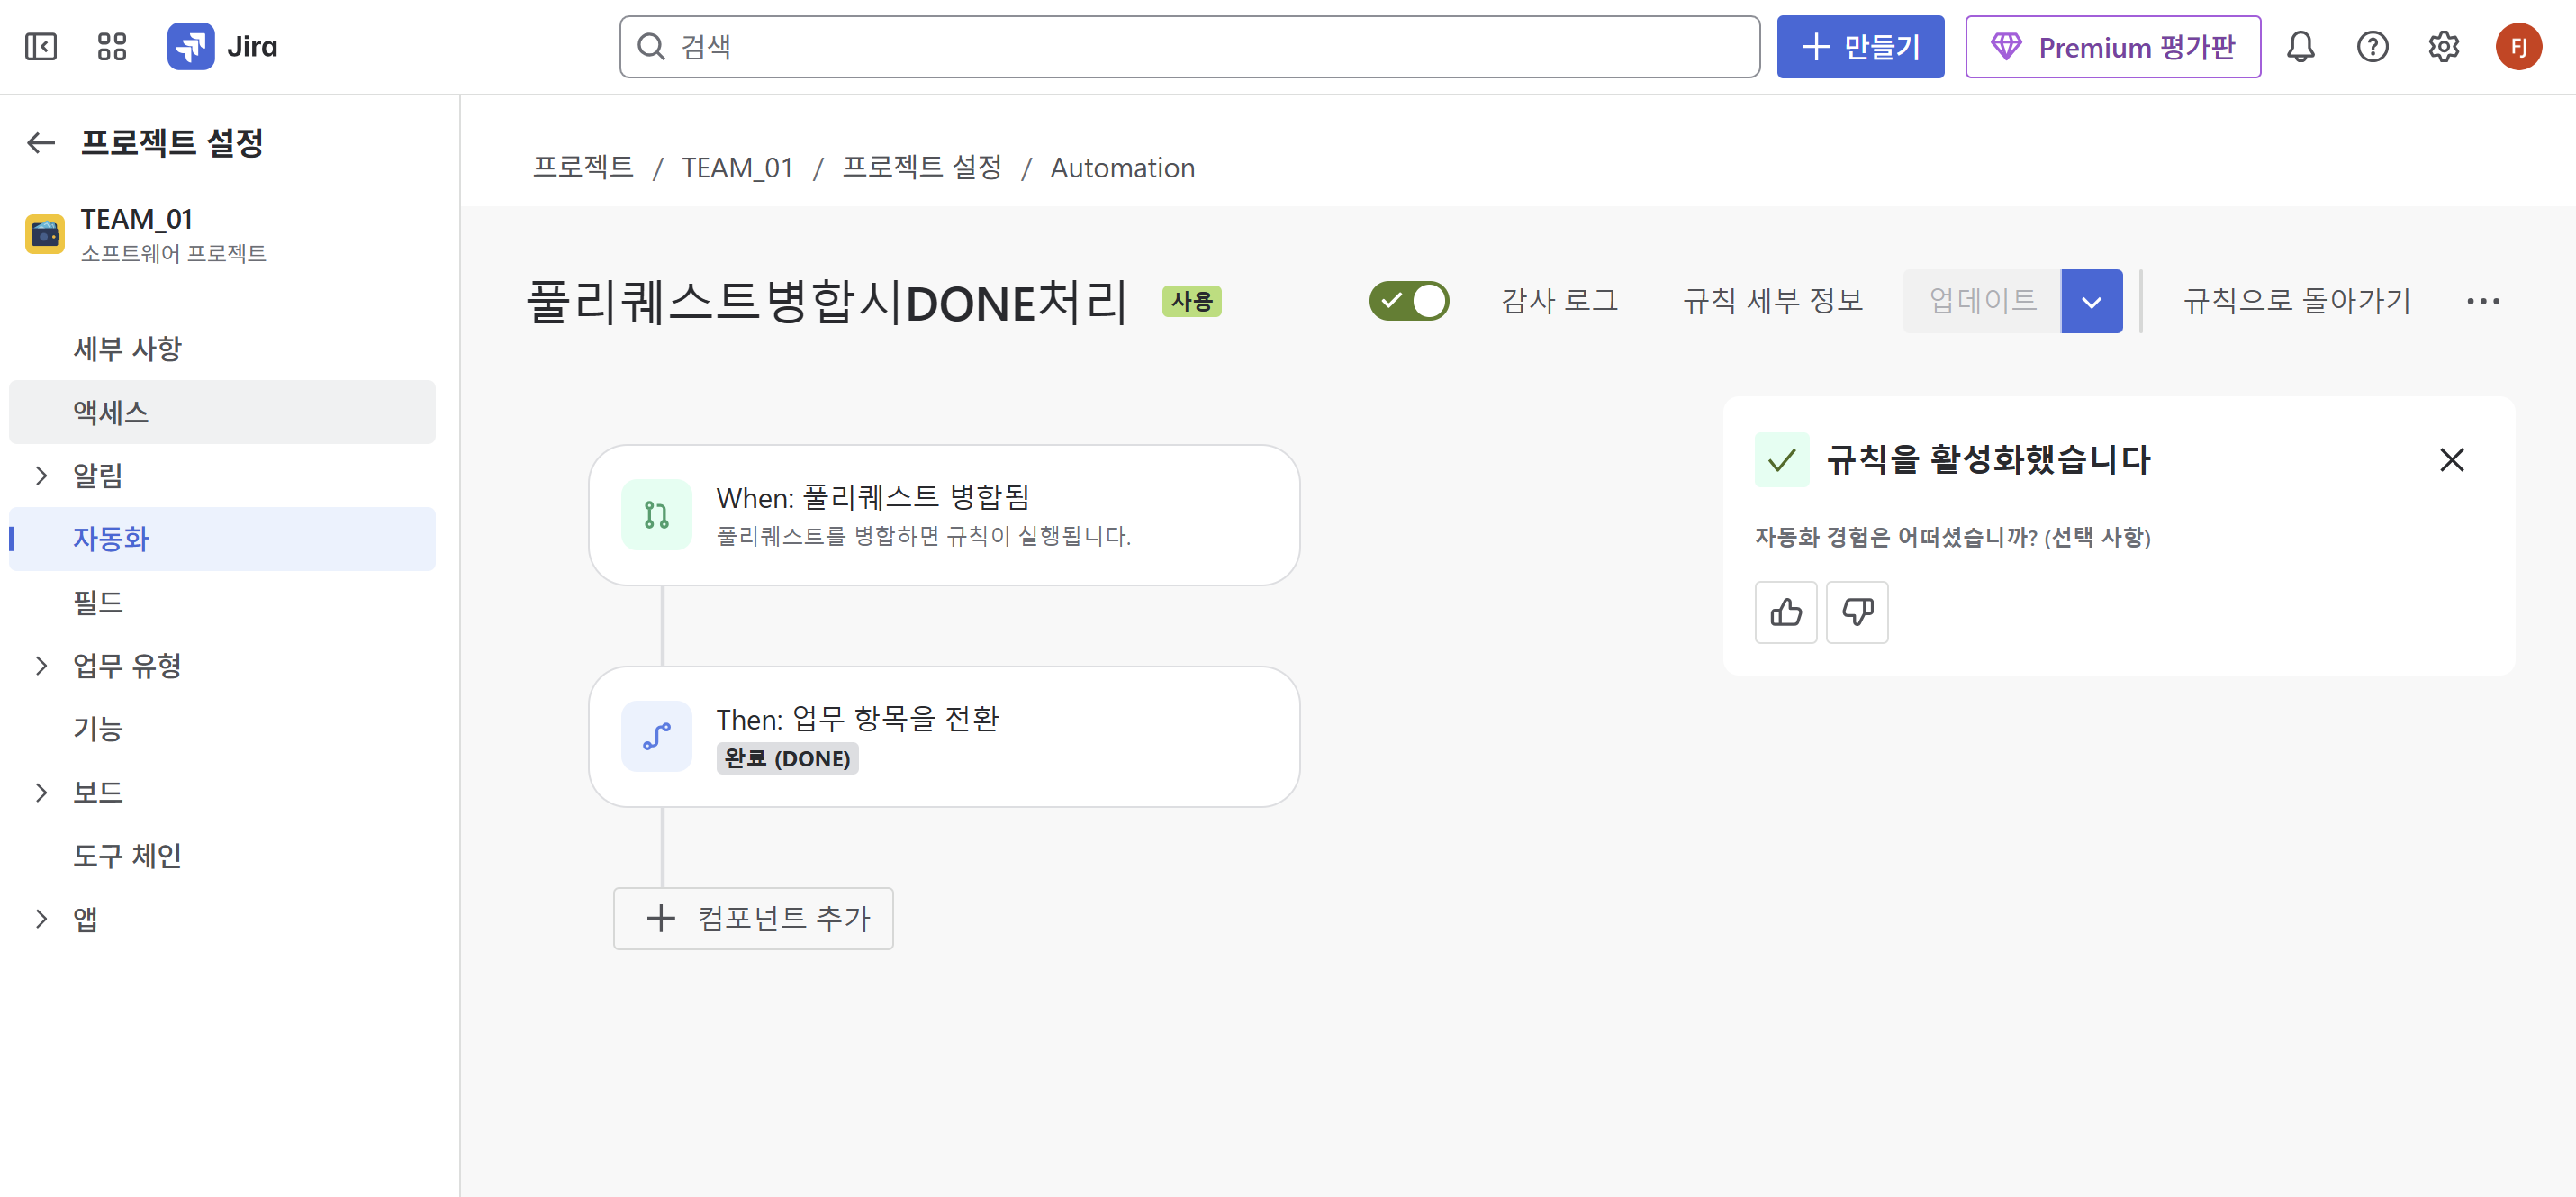 Jira
검색
만들기
Premium 평가판
FJ
프로젝트 설정
TEAM_01
소프트웨어 프로젝트
세부 사항
액세스
알림
자동화
필드
업무 유형
기능
보드
도구 체인
앱
프로젝트 / TEAM_01 / 프로젝트 설정 / Automation
풀리퀘스트병합시DONE처리 사용
감사 로그
규칙 세부 정보
업데이트
규칙으로 돌아가기
When: 풀리퀘스트 병합됨
풀리퀘스트를 병합하면 규칙이 실행됩니다.
Then: 업무 항목을 전환
완료 (DONE)
컴포넌트 추가
규칙을 활성화했습니다
자동화 경험은 어떠셨습니까? (선택 사항)